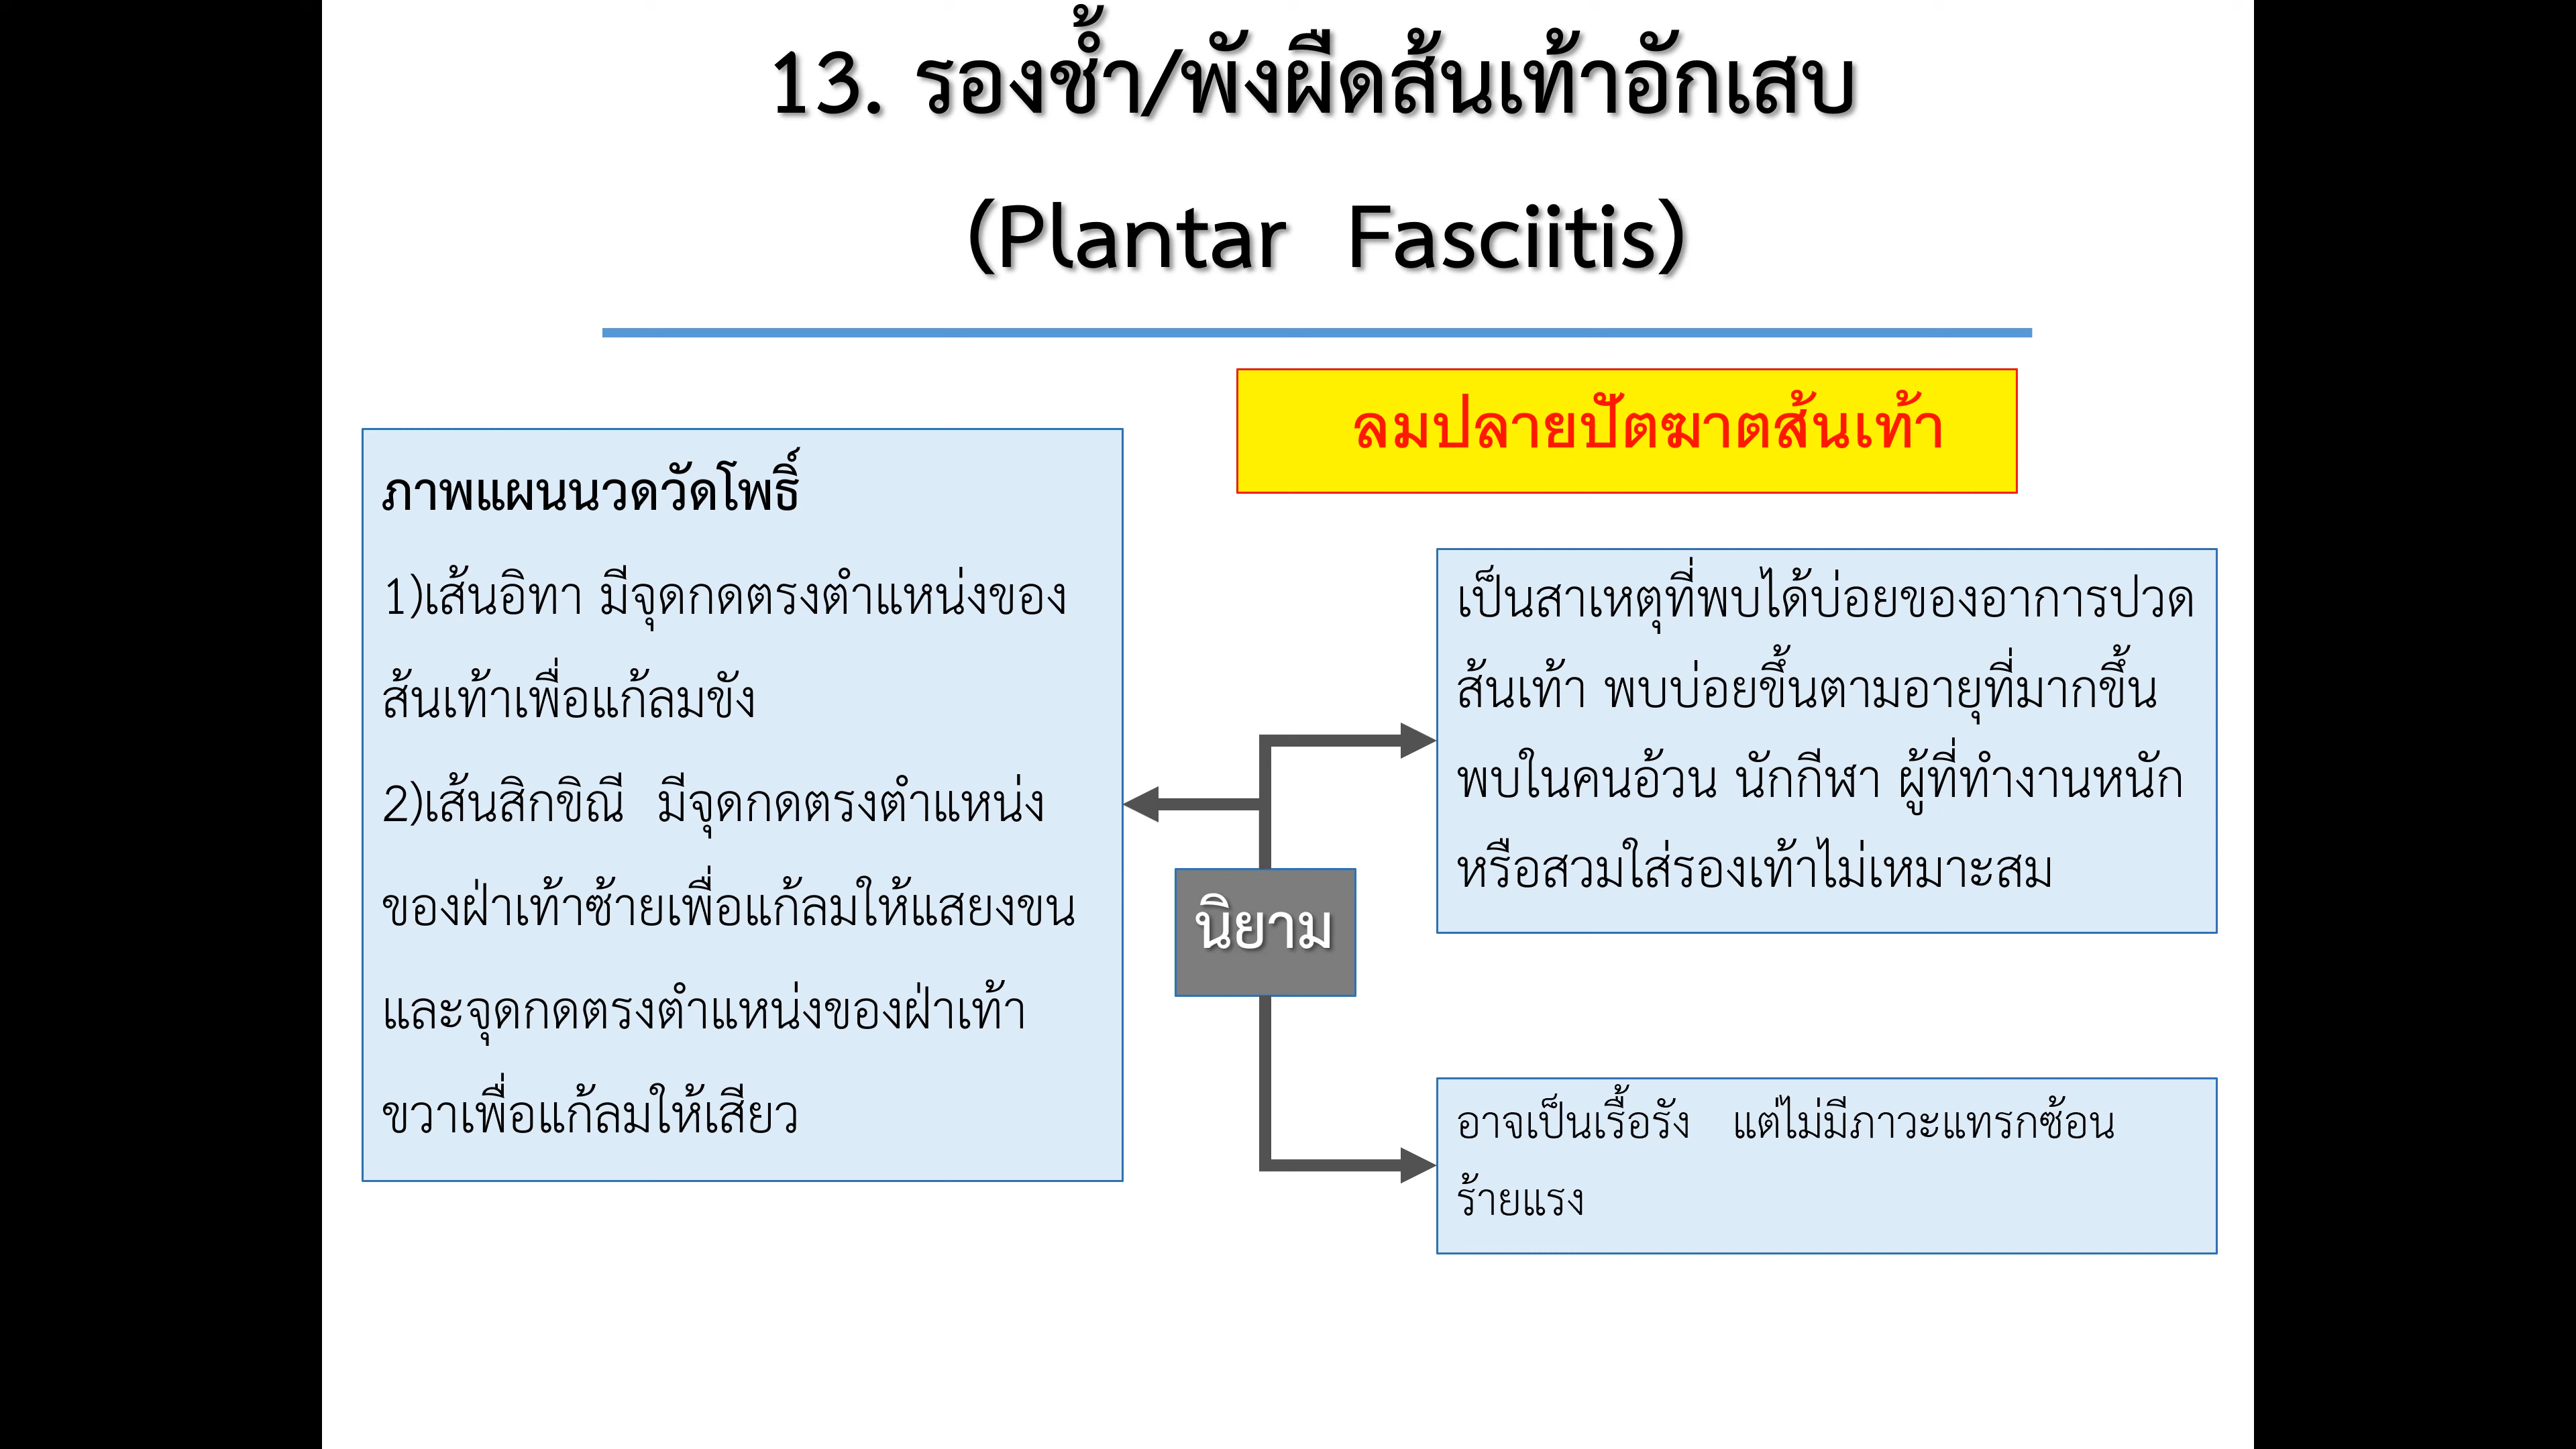 13. รองช้ำ/พังผืดส้นเท้าอักเสบ
(Plantar Fasciitis)
ลมปลายปัตฆาตส้นเท้า
ภาพแผนนวดวัดโพธิ์
1)เส้นอิทา มีจุดกดตรงตำแหน่งของ
ส้นเท้าเพื่อแก้ลมขัง
2)เส้นสิกขิณี มีจุดกดตรงตำแหน่ง
ของฝ่าเท้าซ้ายเพื่อแก้ลมให้แสยงขน
และจุดกดตรงตำแหน่งของฝ่าเท้า
ขวาเพื่อแก้ลมให้เสียว
นิยาม
เป็นสาเหตุที่พบได้บ่อยของอาการปวด
ส้นเท้า พบบ่อยขึ้นตามอายุที่มากขึ้น
พบในคนอ้วน นักกีฬา ผู้ที่ทำงานหนัก
หรือสวมใส่รองเท้าไม่เหมาะสม
อาจเป็นเรื้อรัง แต่ไม่มีภาวะแทรกซ้อน
ร้ายแรง